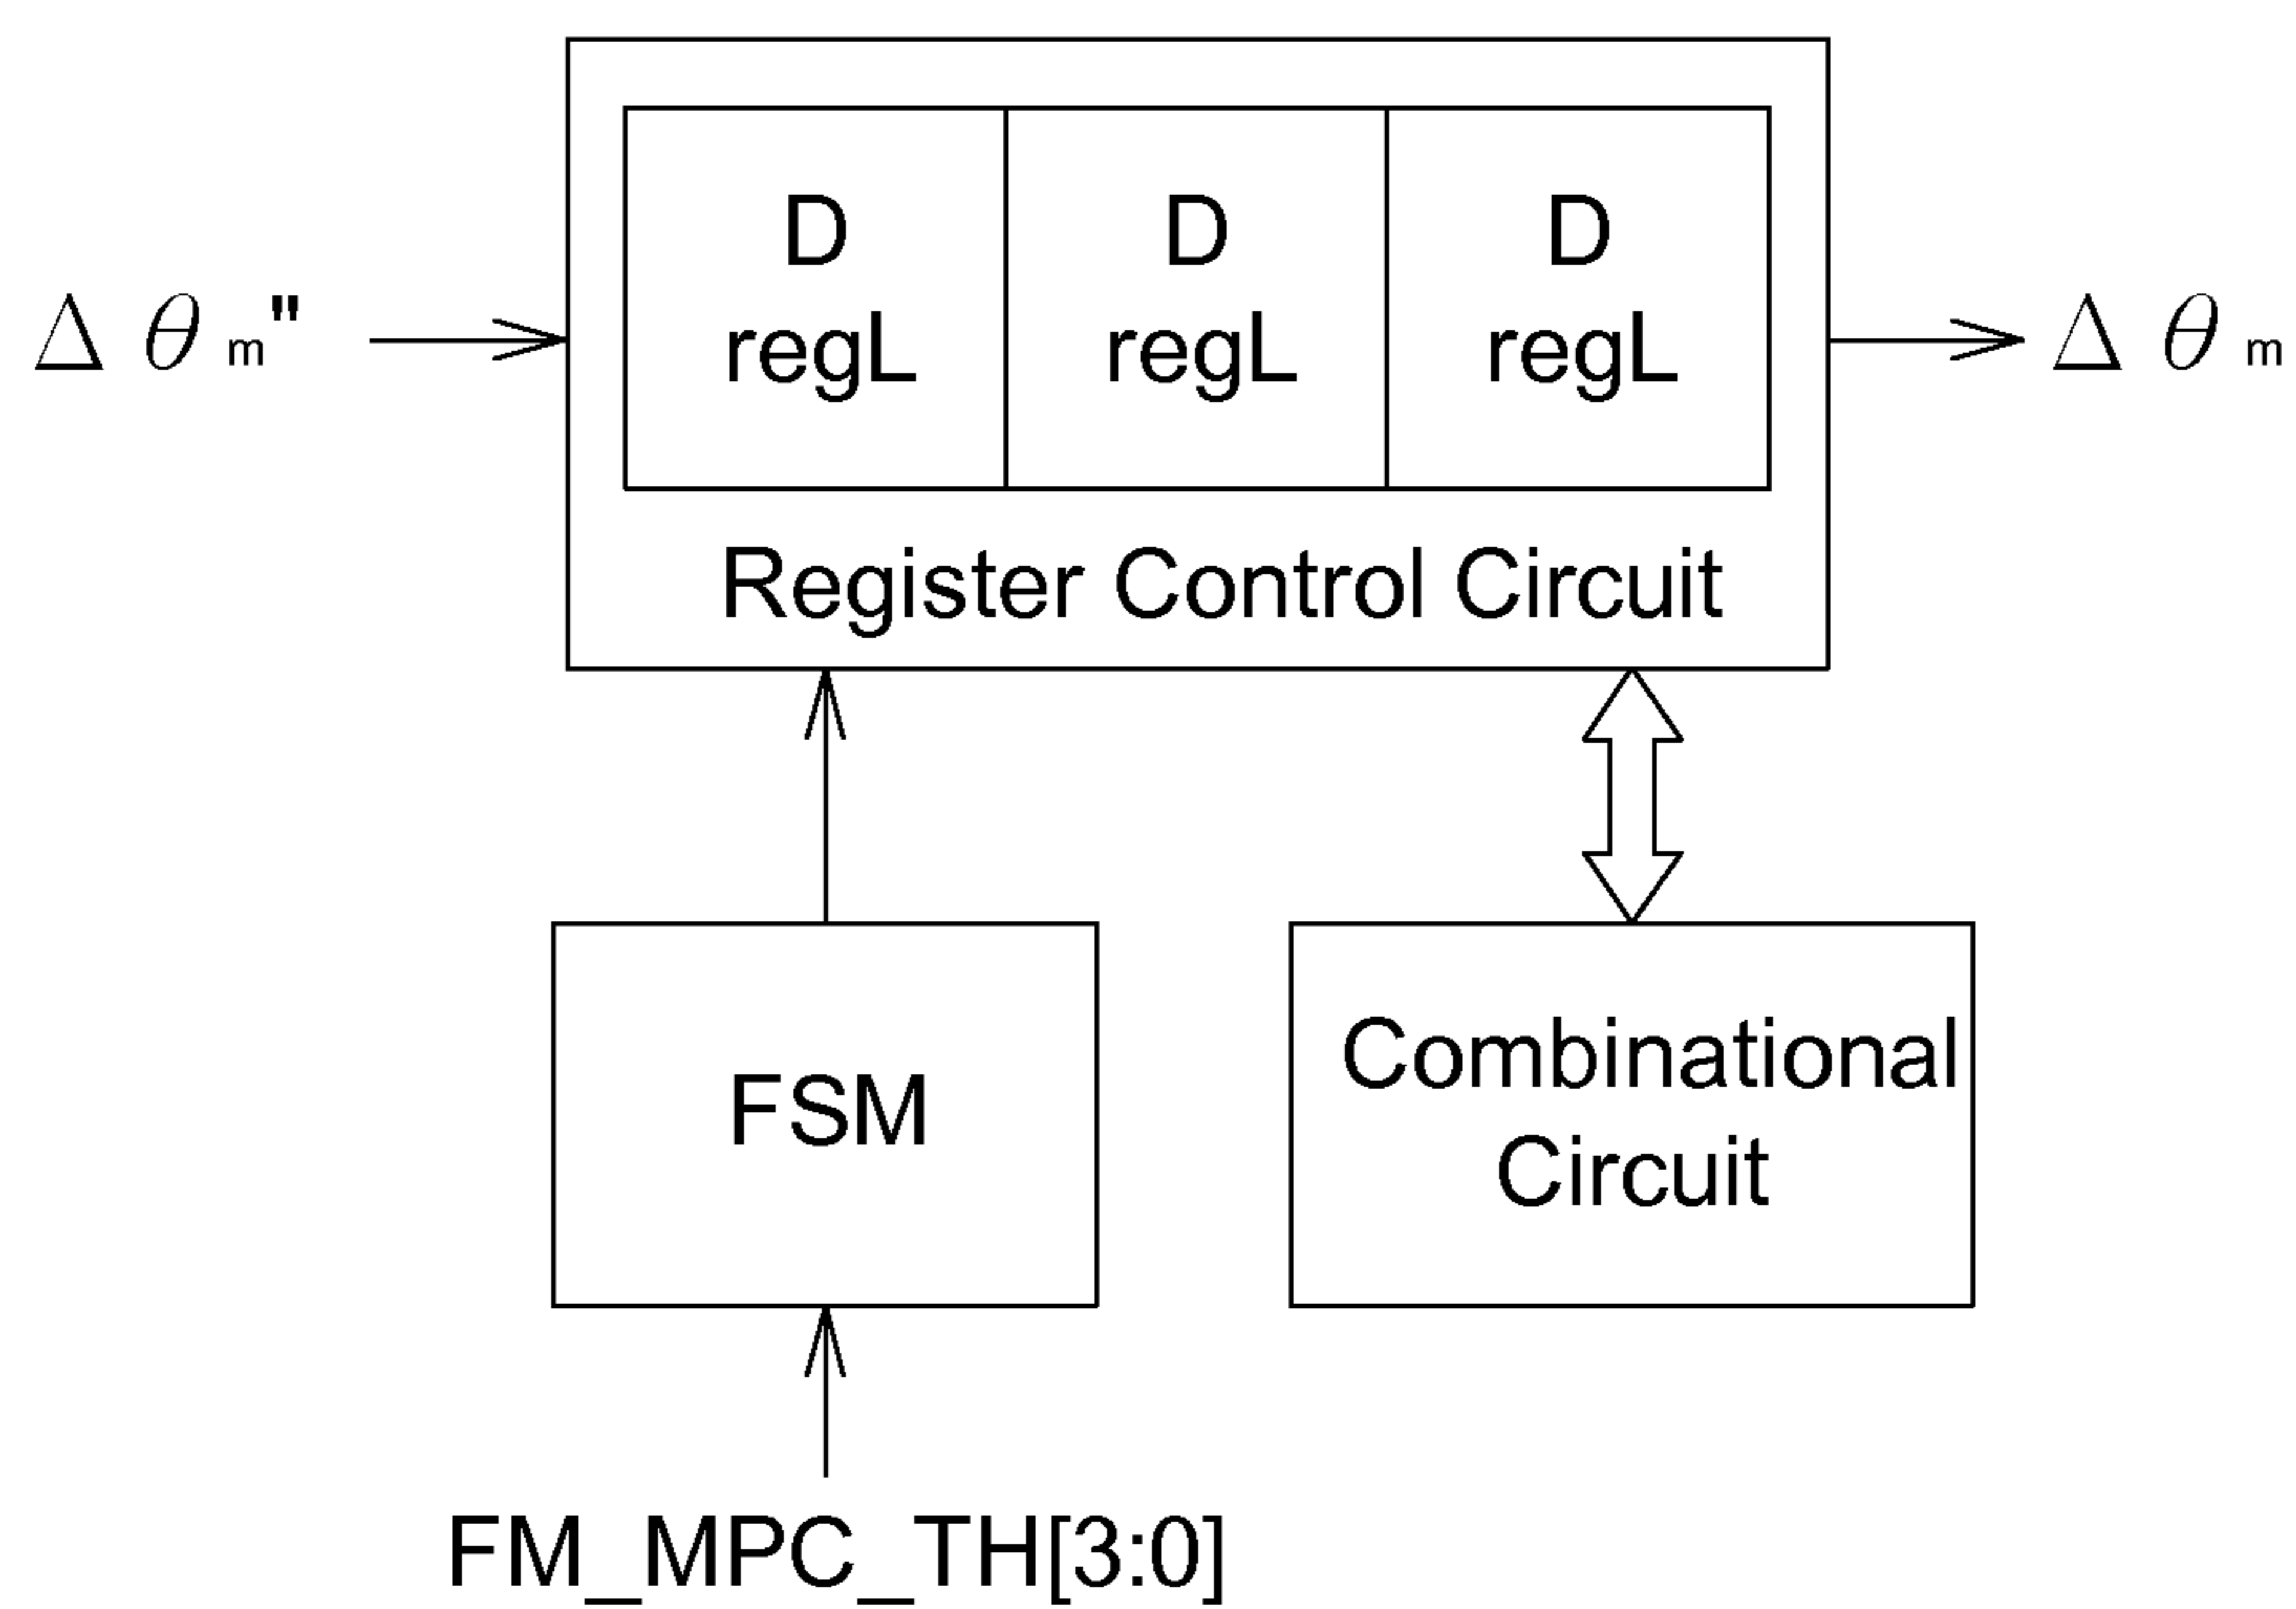 D D D
Δ θ m" regL regL regL Δ θ m
Register Control Circuit
FSM
Combinational
Circuit
FM_MPC_TH[3:0]